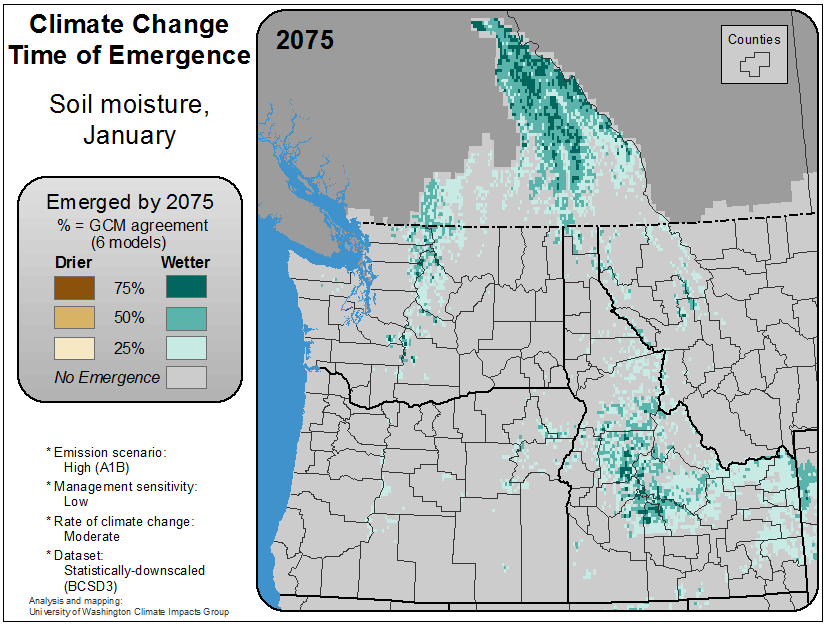 Climate Change
Time of Emergence
Soil moisture,
January
Emerged by 2075
% = GCM agreement
(6 models)
Drier Wetter
75%
50%
25%
No Emergence
* Emission scenario:
High (A1B)
* Management sensitivity:
Low
* Rate of climate change:
Moderate
* Dataset:
Statistically-downscaled
(BCSD3)
Analysis and mapping:
University of Washington Climate Impacts Group
2075
Counties